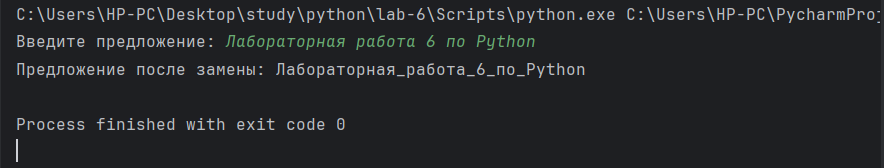 C:\Users\HP-PC\Desktop\study\python\lab-6\Scripts\python.exe C:\Users\HP-PC\PycharmProj
Введите предложение: Лабораторная работа 6 по Python
Предложение после замены: Лабораторная_работа_6_по_Python
Process finished with exit code 0